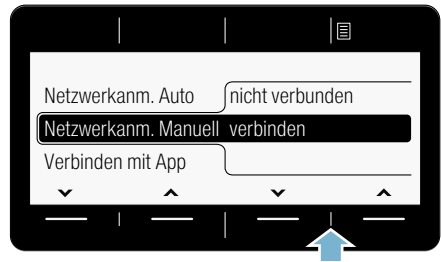 Netzwerkanm. Auto nicht verbunden
Netzwerkanm. Manuell verbinden
Verbinden mit App